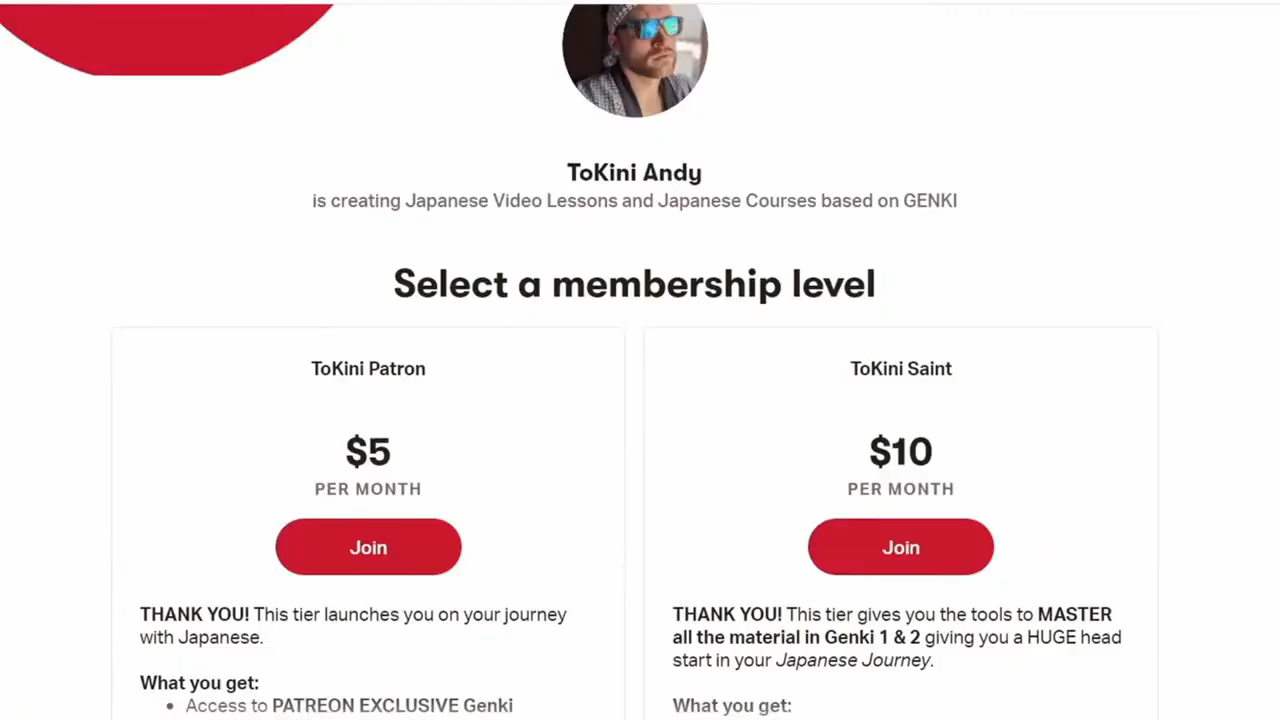 ToKini Andy
is creating Japanese Video Lessons and Japanese Courses based on GENKI
Select a membership level
ToKini Patron
$5
PER MONTH
Join
THANK YOU! This tier launches you on your journey
with Japanese.
What you get:
• Access to PATREON EXCLUSIVE Genki
ToKini Saint
$10
PER MONTH
Join
THANK YOU! This tier gives you the tools to MASTER
all the material in Genki 1 & 2 giving you a HUGE head
start in your Japanese Journey.
What you get: